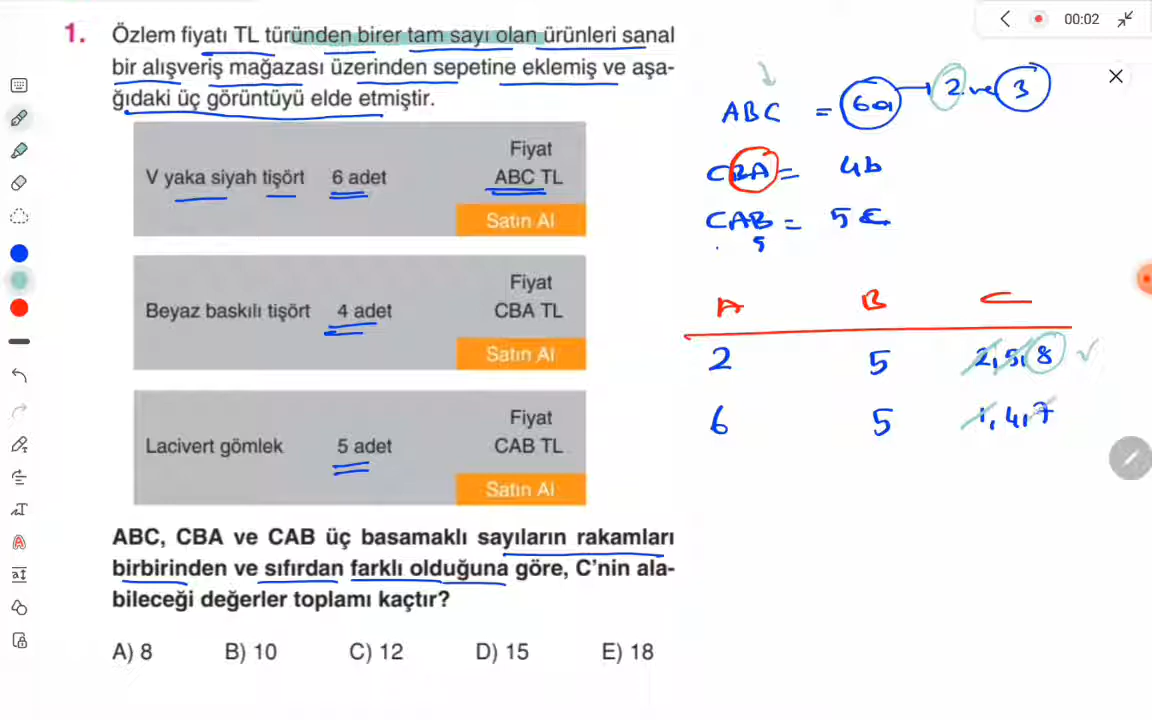 00:02
1. Özlem fiyatı TL türünden birer tam sayı olan ürünleri sanal
bir alışveriş mağazası üzerinden sepetine eklemiş ve aşa-
ğıdaki üç görüntüyü elde etmiştir.
V yaka siyah tişört 6 adet Fiyat
ABC TL
Satın Al
Beyaz baskılı tişört 4 adet Fiyat
CBA TL
Satın Al
Lacivert gömlek 5 adet Fiyat
CAB TL
Satın Al
ABC, CBA ve CAB üç basamaklı sayıların rakamları
birbirinden ve sıfırdan farklı olduğuna göre, C'nin ala-
bileceği değerler toplamı kaçtır?
A) 8 B) 10 C) 12 D) 15 E) 18
ABC = 6a → 2 ve 3
CBA = 4b
CAB = 5c
5
A B C
2 5 2, 5, 8 ✓
6 5 1, 4, 7